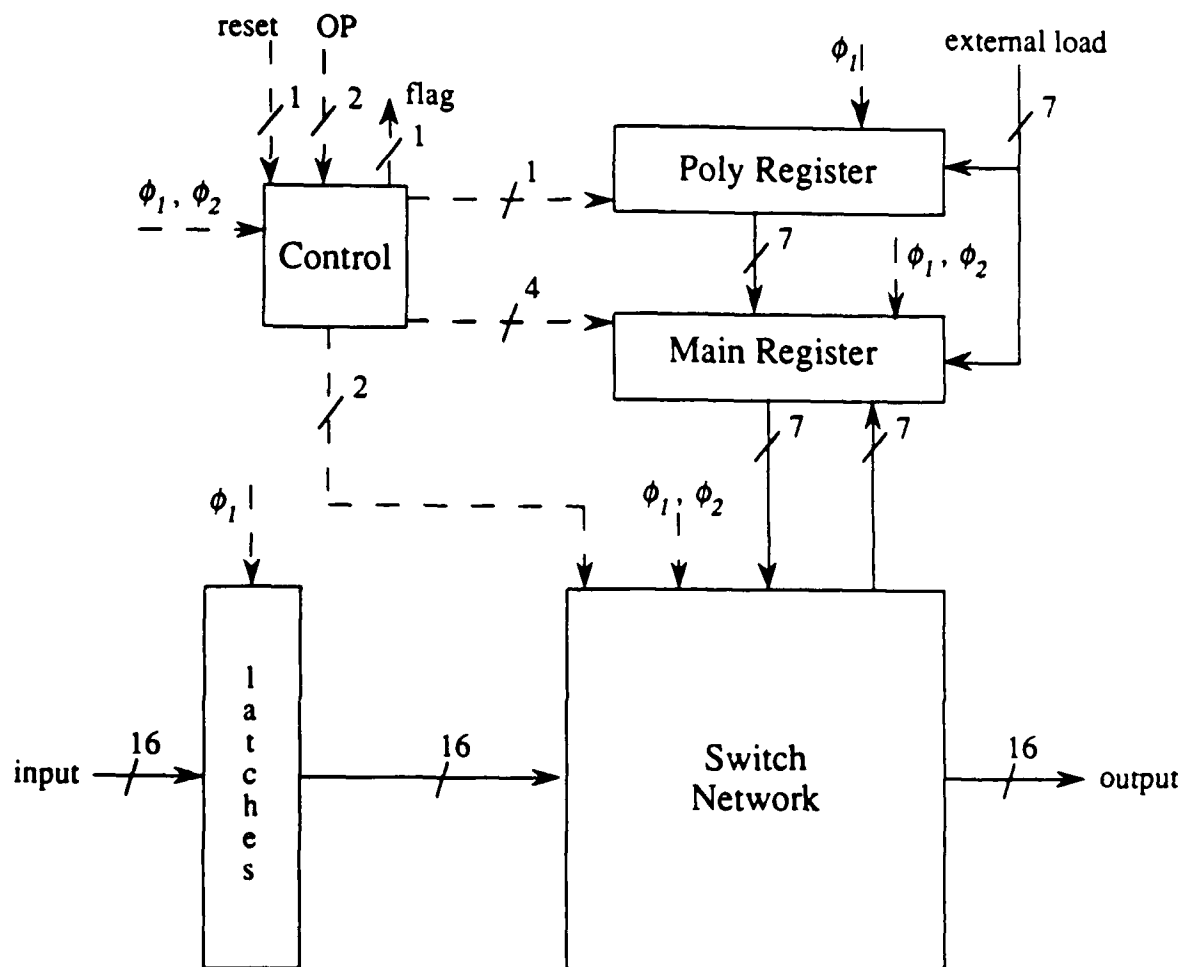 reset OP
1
2
flag
1
ϕ1, ϕ2
Control
1
4
2
ϕ1
external load
7
Poly Register
7
ϕ1, ϕ2
Main Register
7
7
ϕ1
ϕ1, ϕ2
latches
input
16
16
Switch
Network
16
output